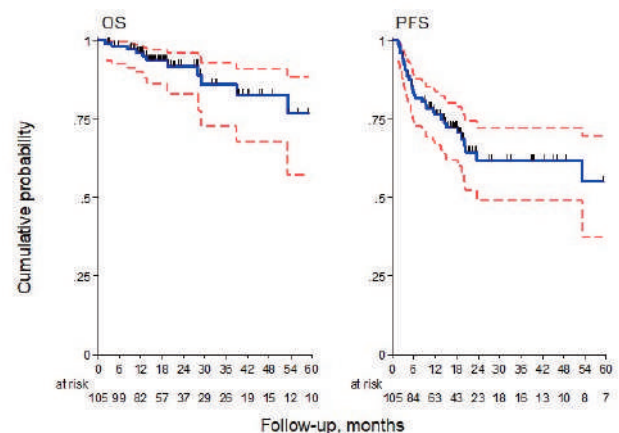 OS
PFS
Cumulative probability
1
.75
.5
.25
0
0 6 12 18 24 30 36 42 48 54 60
at risk
105 99 82 57 37 29 26 19 15 12 10
1
.75
.5
.25
0
0 6 12 18 24 30 36 42 48 54 60
at risk
105 84 63 43 23 18 16 13 10 8 7
Follow-up, months